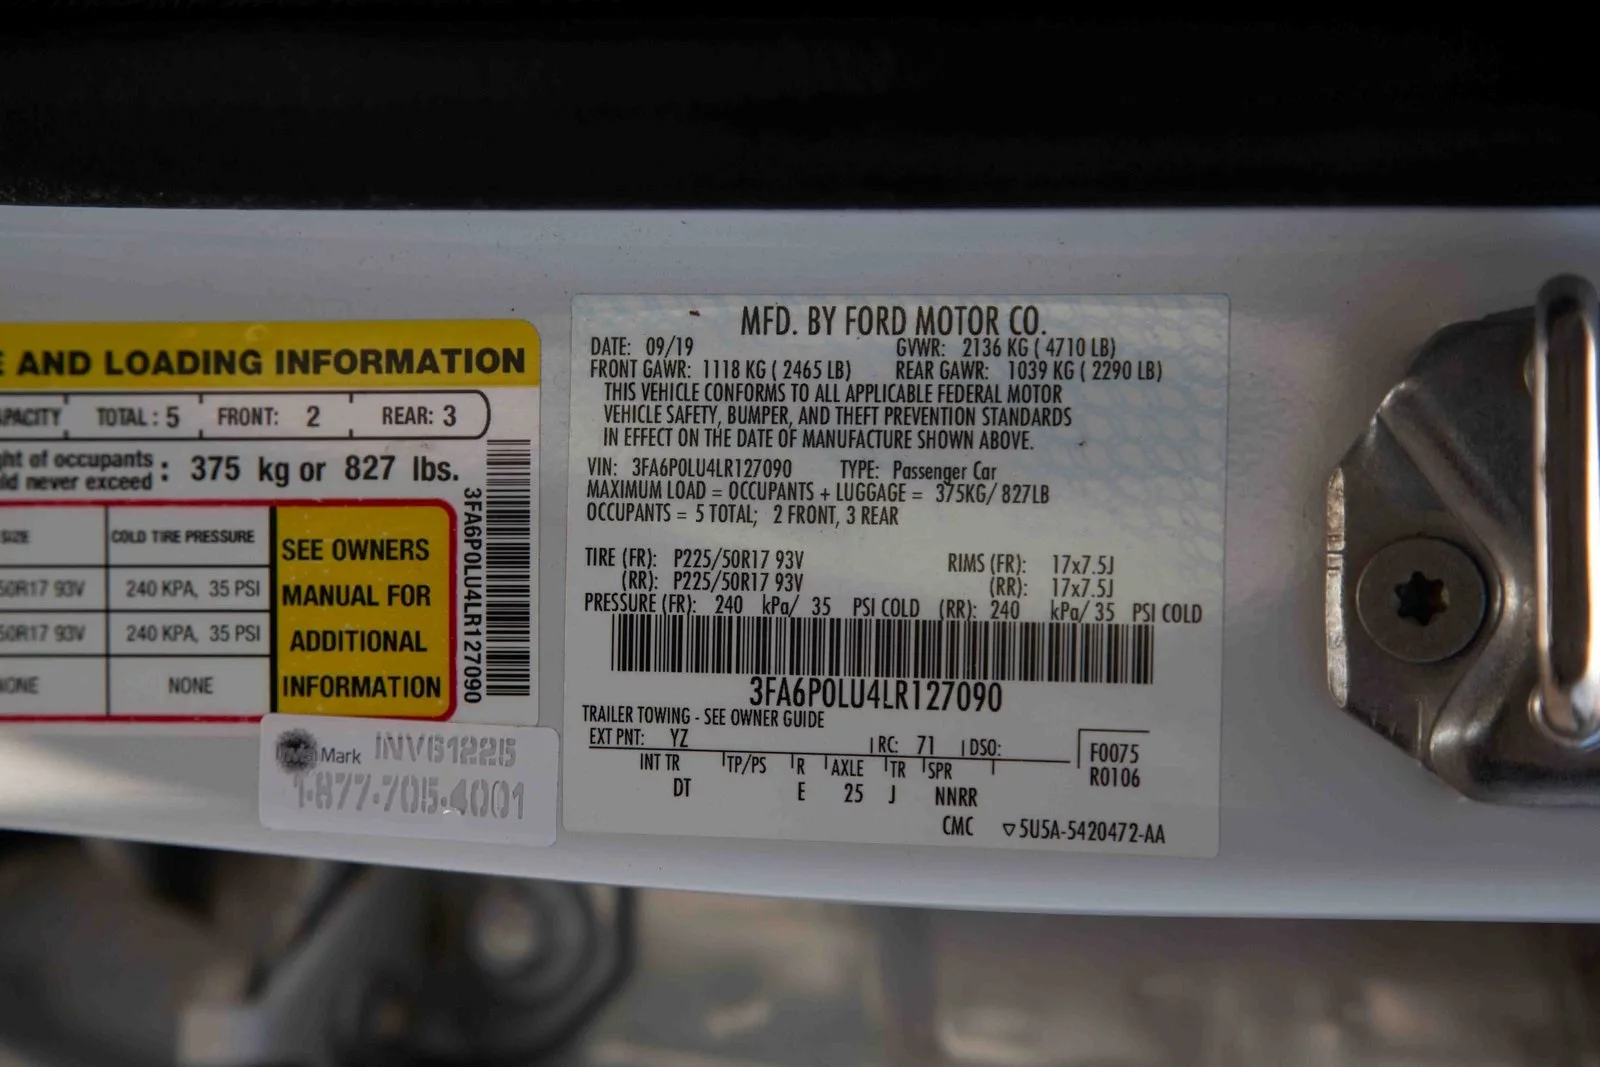 E AND LOADING INFORMATION
APACITY TOTAL: 5 FRONT: 2 REAR: 3
ht of occupants
ld never exceed : 375 kg or 827 lbs.
SIZE COLD TIRE PRESSURE
50R17 93V 240 KPA, 35 PSI
50R17 93V 240 KPA, 35 PSI
NONE NONE
SEE OWNERS
MANUAL FOR
ADDITIONAL
INFORMATION
3FA6P0LU4LR127090
Mark INV61225
1-877-705-4001
MFD. BY FORD MOTOR CO.
DATE: 09/19 GVWR: 2136 KG ( 4710 LB)
FRONT GAWR: 1118 KG ( 2465 LB) REAR GAWR: 1039 KG ( 2290 LB)
THIS VEHICLE CONFORMS TO ALL APPLICABLE FEDERAL MOTOR
VEHICLE SAFETY, BUMPER, AND THEFT PREVENTION STANDARDS
IN EFFECT ON THE DATE OF MANUFACTURE SHOWN ABOVE.
VIN: 3FA6P0LU4LR127090 TYPE: Passenger Car
MAXIMUM LOAD = OCCUPANTS + LUGGAGE = 375KG/ 827LB
OCCUPANTS = 5 TOTAL; 2 FRONT, 3 REAR
TIRE (FR): P225/50R17 93V RIMS (FR): 17x7.5J
(RR): P225/50R17 93V (RR): 17x7.5J
PRESSURE (FR): 240 kPa/ 35 PSI COLD (RR): 240 kPa/ 35 PSI COLD
3FA6P0LU4LR127090
TRAILER TOWING - SEE OWNER GUIDE
EXT PNT: YZ RC: 71 DSO: F0075
INT TR TP/PS R AXLE TR SPR R0106
DT E 25 J NNRR
CMC ▽5U5A-5420472-AA